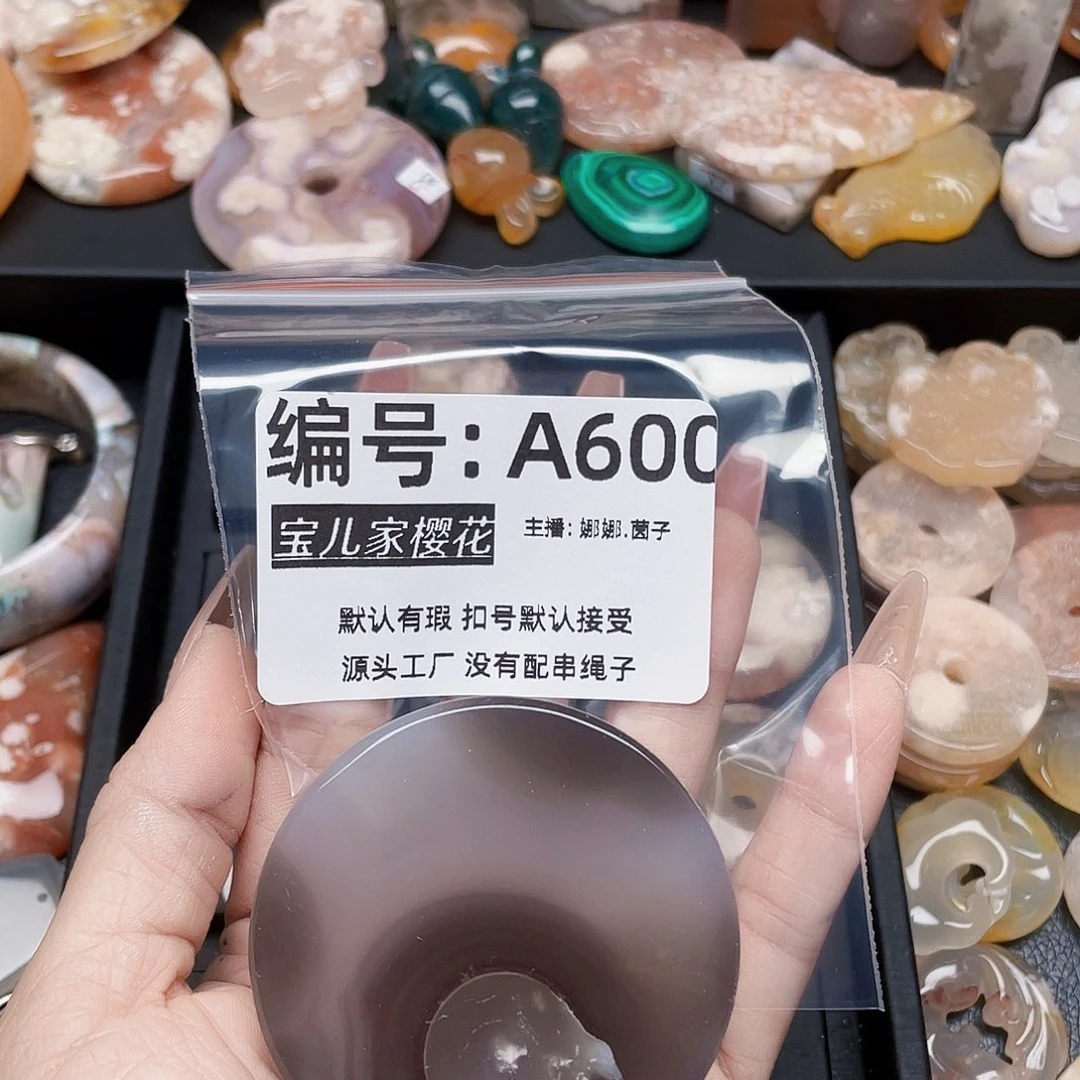 编号: A600
宝儿家樱花
主播: 娜娜.茵子
默认有瑕 扣号默认接受
源头工厂 没有配串绳子